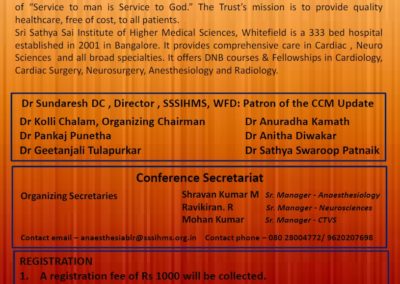 of "Service to man is Service to God." The Trust's mission is to provide quality
healthcare, free of cost, to all patients.
Sri Sathya Sai Institute of Higher Medical Sciences, Whitefield is a 333 bed hospital
established in 2001 in Bangalore. It provides comprehensive care in Cardiac , Neuro
Sciences and all broad specialties. It offers DNB courses & Fellowships in Cardiology,
Cardiac Surgery, Neurosurgery, Anesthesiology and Radiology.
Dr Sundaresh DC , Director , SSSIHMS, WFD: Patron of the CCM Update
Dr Kolli Chalam, Organizing Chairman Dr Anuradha Kamath
Dr Pankaj Punetha Dr Anitha Diwakar
Dr Geetanjali Tulapurkar Dr Sathya Swaroop Patnaik
Conference Secretariat
Organizing Secretaries Shravan Kumar M Sr. Manager - Anaesthesiology
Ravikiran. R Sr. Manager - Neurosciences
Mohan Kumar Sr. Manager - CTVS
Contact email – anaesthesiablr@sssihms.org.in Contact phone – 080 28004772/ 9620207698
REGISTRATION
1. A registration fee of Rs 1000 will be collected.